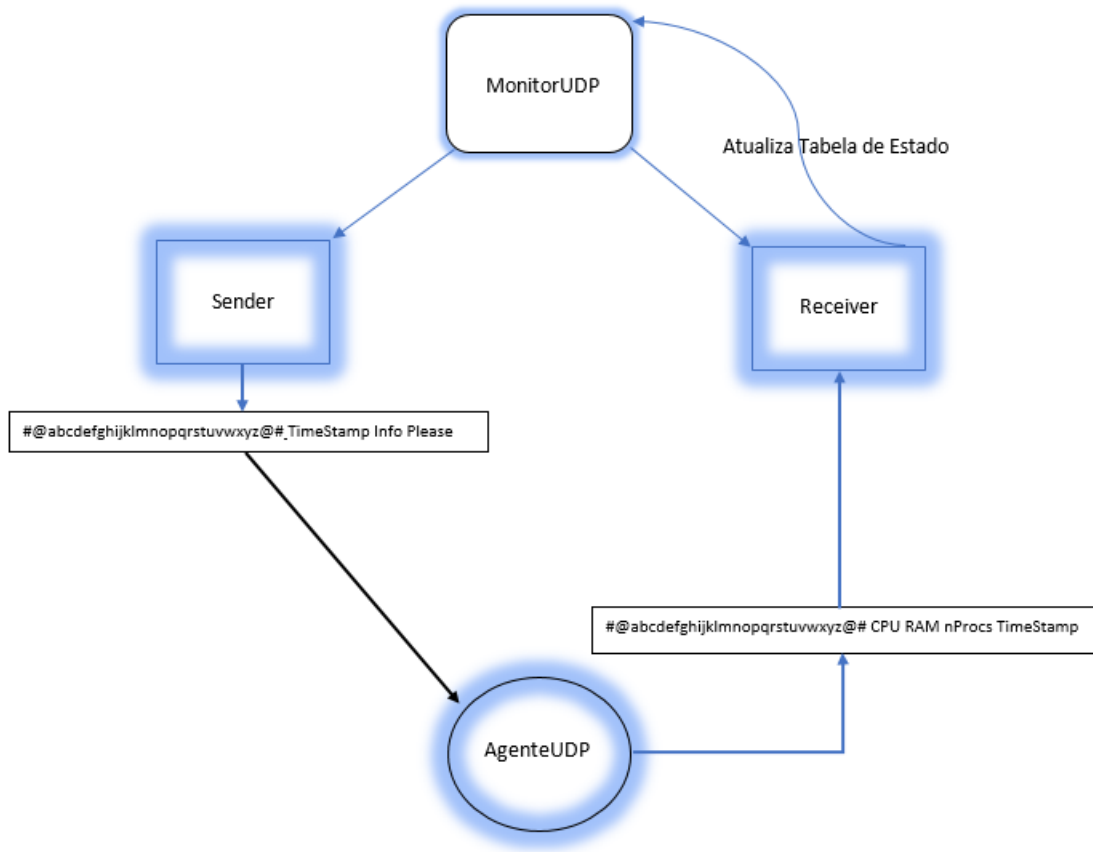 MonitorUDP
Atualiza Tabela de Estado
Sender
Receiver
#@abcdefghijklmnopqrstuvwxyz@#_TimeStamp Info Please
#@abcdefghijklmnopqrstuvwxyz@# CPU RAM nProcs TimeStamp
AgenteUDP